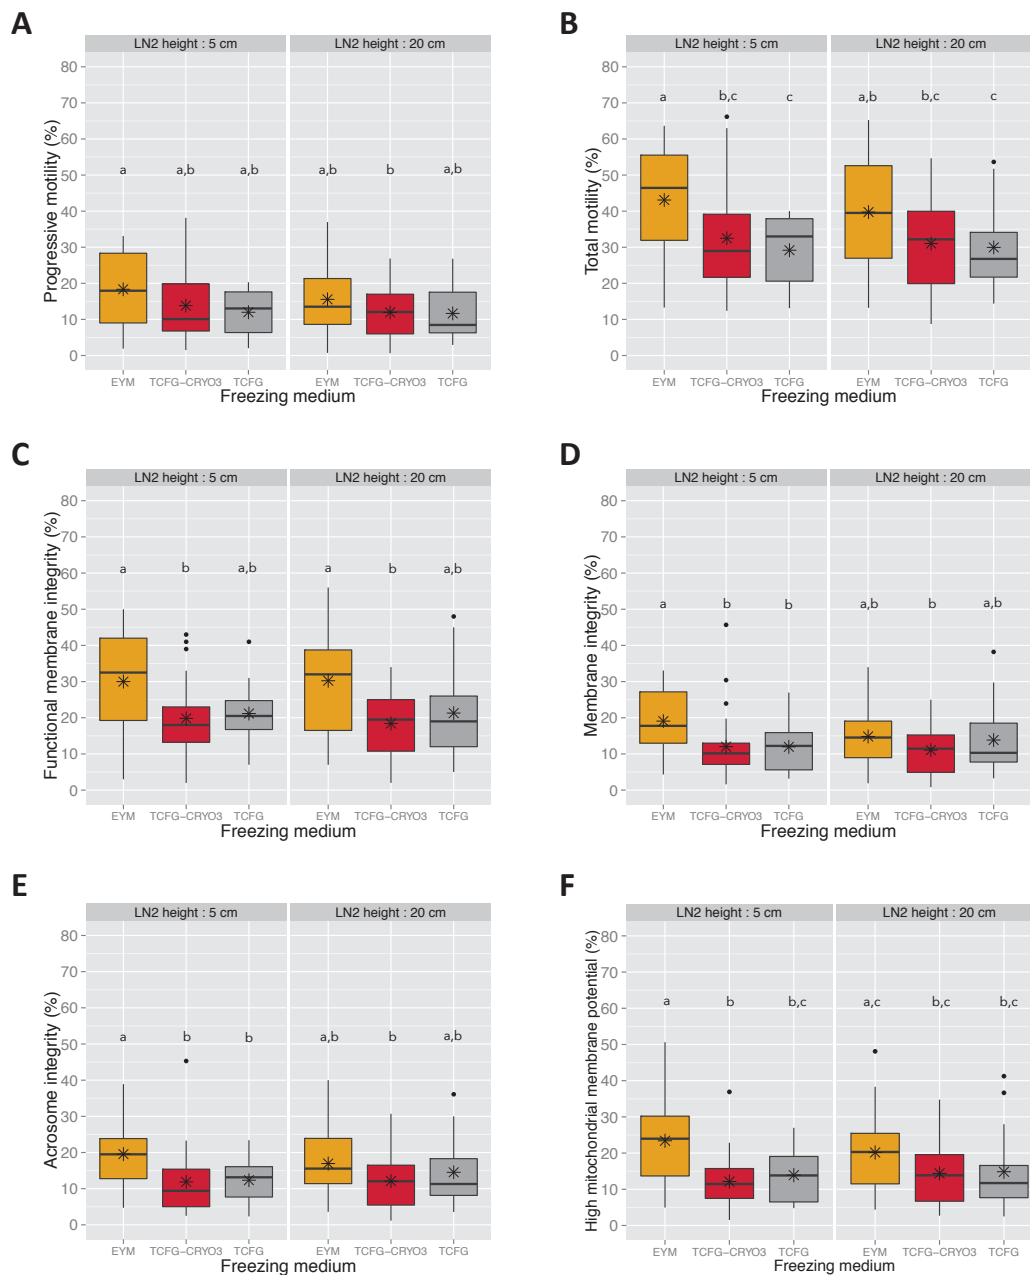 A
LN2 height : 5 cm
LN2 height : 20 cm
80
70
60
50
40
30
20
10
0
Progressive motility (%)
a
a,b
a,b
a,b
b
a,b
EYM
TCFG−CRYO3
TCFG
EYM
TCFG−CRYO3
TCFG
Freezing medium
B
LN2 height : 5 cm
LN2 height : 20 cm
80
70
60
50
40
30
20
10
0
Total motility (%)
a
b,c
c
a,b
b,c
c
EYM
TCFG−CRYO3
TCFG
EYM
TCFG−CRYO3
TCFG
Freezing medium
C
LN2 height : 5 cm
LN2 height : 20 cm
80
70
60
50
40
30
20
10
0
Functional membrane integrity (%)
a
b
a,b
a
b
a,b
EYM
TCFG−CRYO3
TCFG
EYM
TCFG−CRYO3
TCFG
Freezing medium
D
LN2 height : 5 cm
LN2 height : 20 cm
80
70
60
50
40
30
20
10
0
Membrane integrity (%)
a
b
b
a,b
b
a,b
EYM
TCFG−CRYO3
TCFG
EYM
TCFG−CRYO3
TCFG
Freezing medium
E
LN2 height : 5 cm
LN2 height : 20 cm
80
70
60
50
40
30
20
10
0
Acrosome integrity (%)
a
b
b
a,b
b
a,b
EYM
TCFG−CRYO3
TCFG
EYM
TCFG−CRYO3
TCFG
Freezing medium
F
LN2 height : 5 cm
LN2 height : 20 cm
80
70
60
50
40
30
20
10
0
High mitochondrial membrane potential (%)
a
b
b,c
a,c
b,c
b,c
EYM
TCFG−CRYO3
TCFG
EYM
TCFG−CRYO3
TCFG
Freezing medium